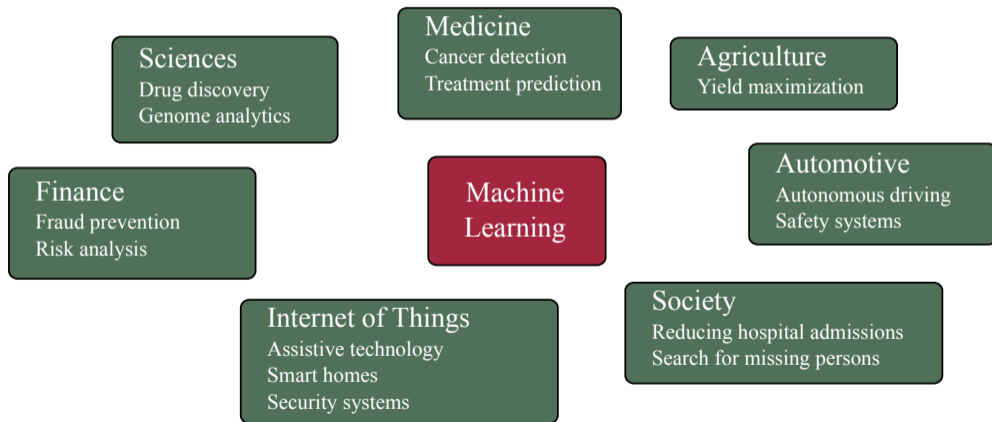 Sciences
Drug discovery
Genome analytics
Medicine
Cancer detection
Treatment prediction
Agriculture
Yield maximization
Finance
Fraud prevention
Risk analysis
Machine
Learning
Automotive
Autonomous driving
Safety systems
Internet of Things
Assistive technology
Smart homes
Security systems
Society
Reducing hospital admissions
Search for missing persons